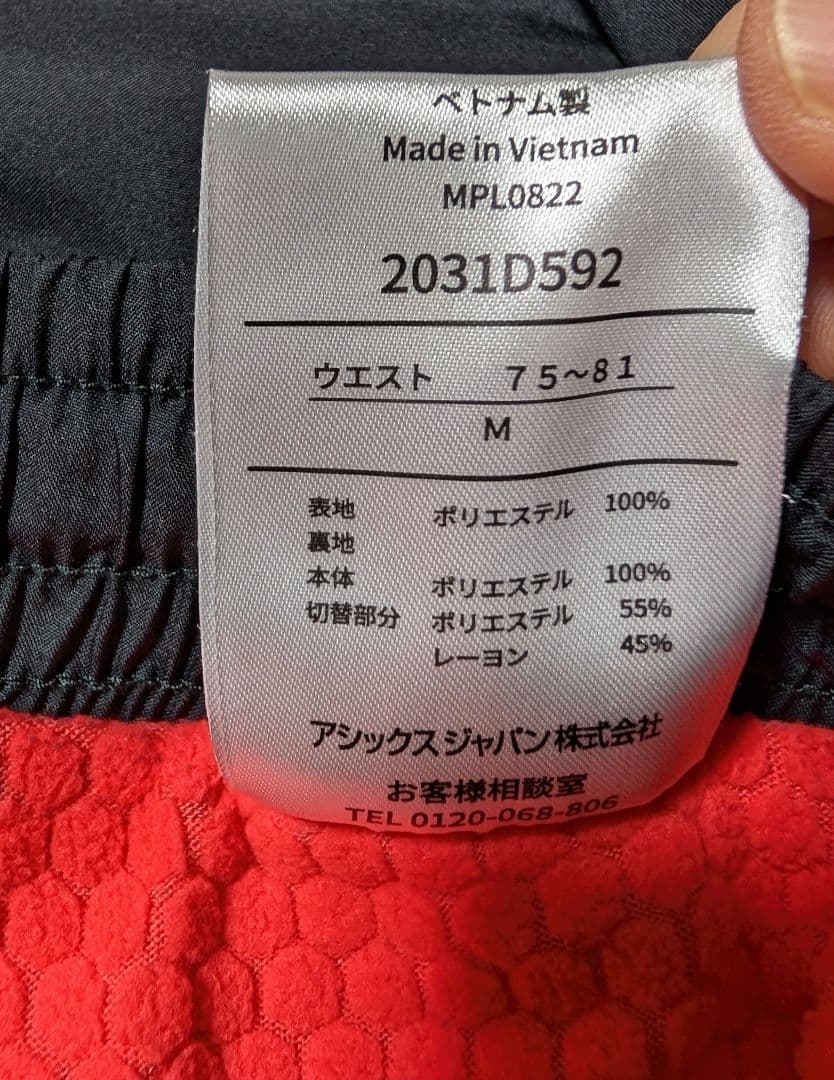 ベトナム製
Made in Vietnam
MPL0822
2031D592
ウエスト 75~81
M
表地 ポリエステル 100%
裏地
本体 ポリエステル 100%
切替部分 ポリエステル 55%
レーヨン 45%
アシックスジャパン株式会社
お客様相談室
TEL 0120-068-806